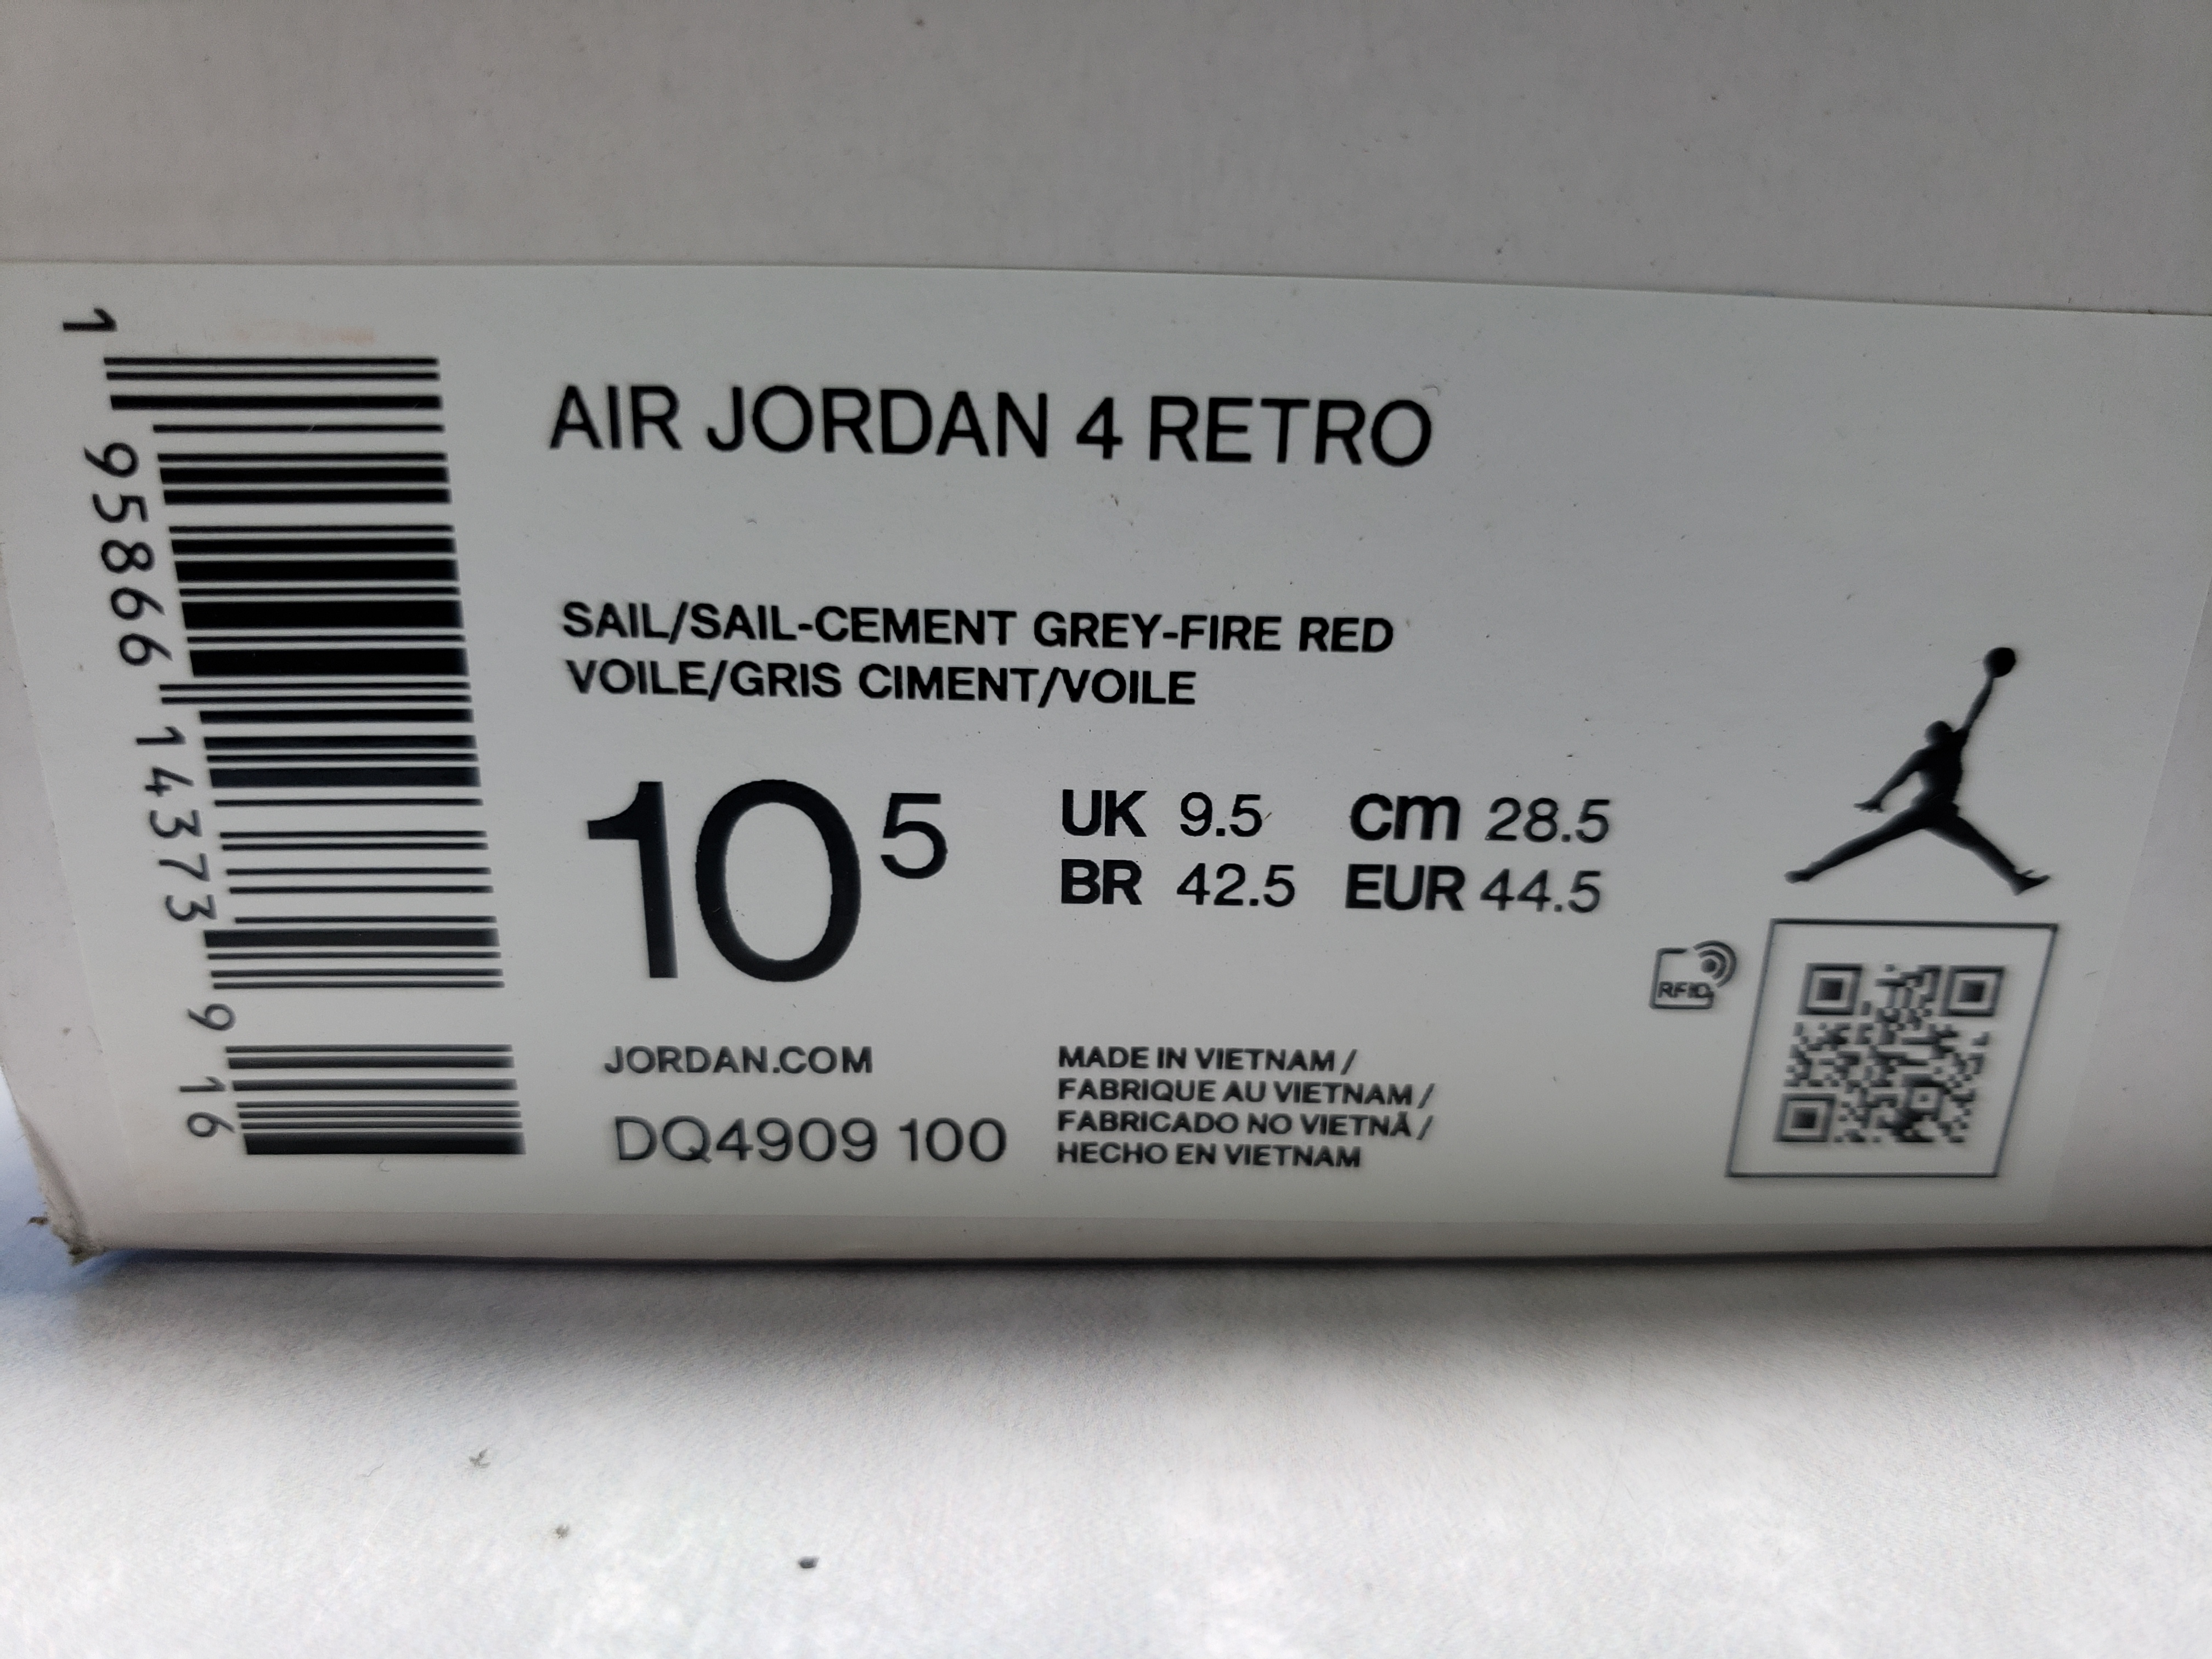 1 95866 14373 9 16
AIR JORDAN 4 RETRO
SAIL/SAIL-CEMENT GREY-FIRE RED
VOILE/GRIS CIMENT/VOILE
10 5
UK 9.5 cm 28.5
BR 42.5 EUR 44.5
RFID
JORDAN.COM
DQ4909 100
MADE IN VIETNAM /
FABRIQUE AU VIETNAM /
FABRICADO NO VIETNÃ /
HECHO EN VIETNAM